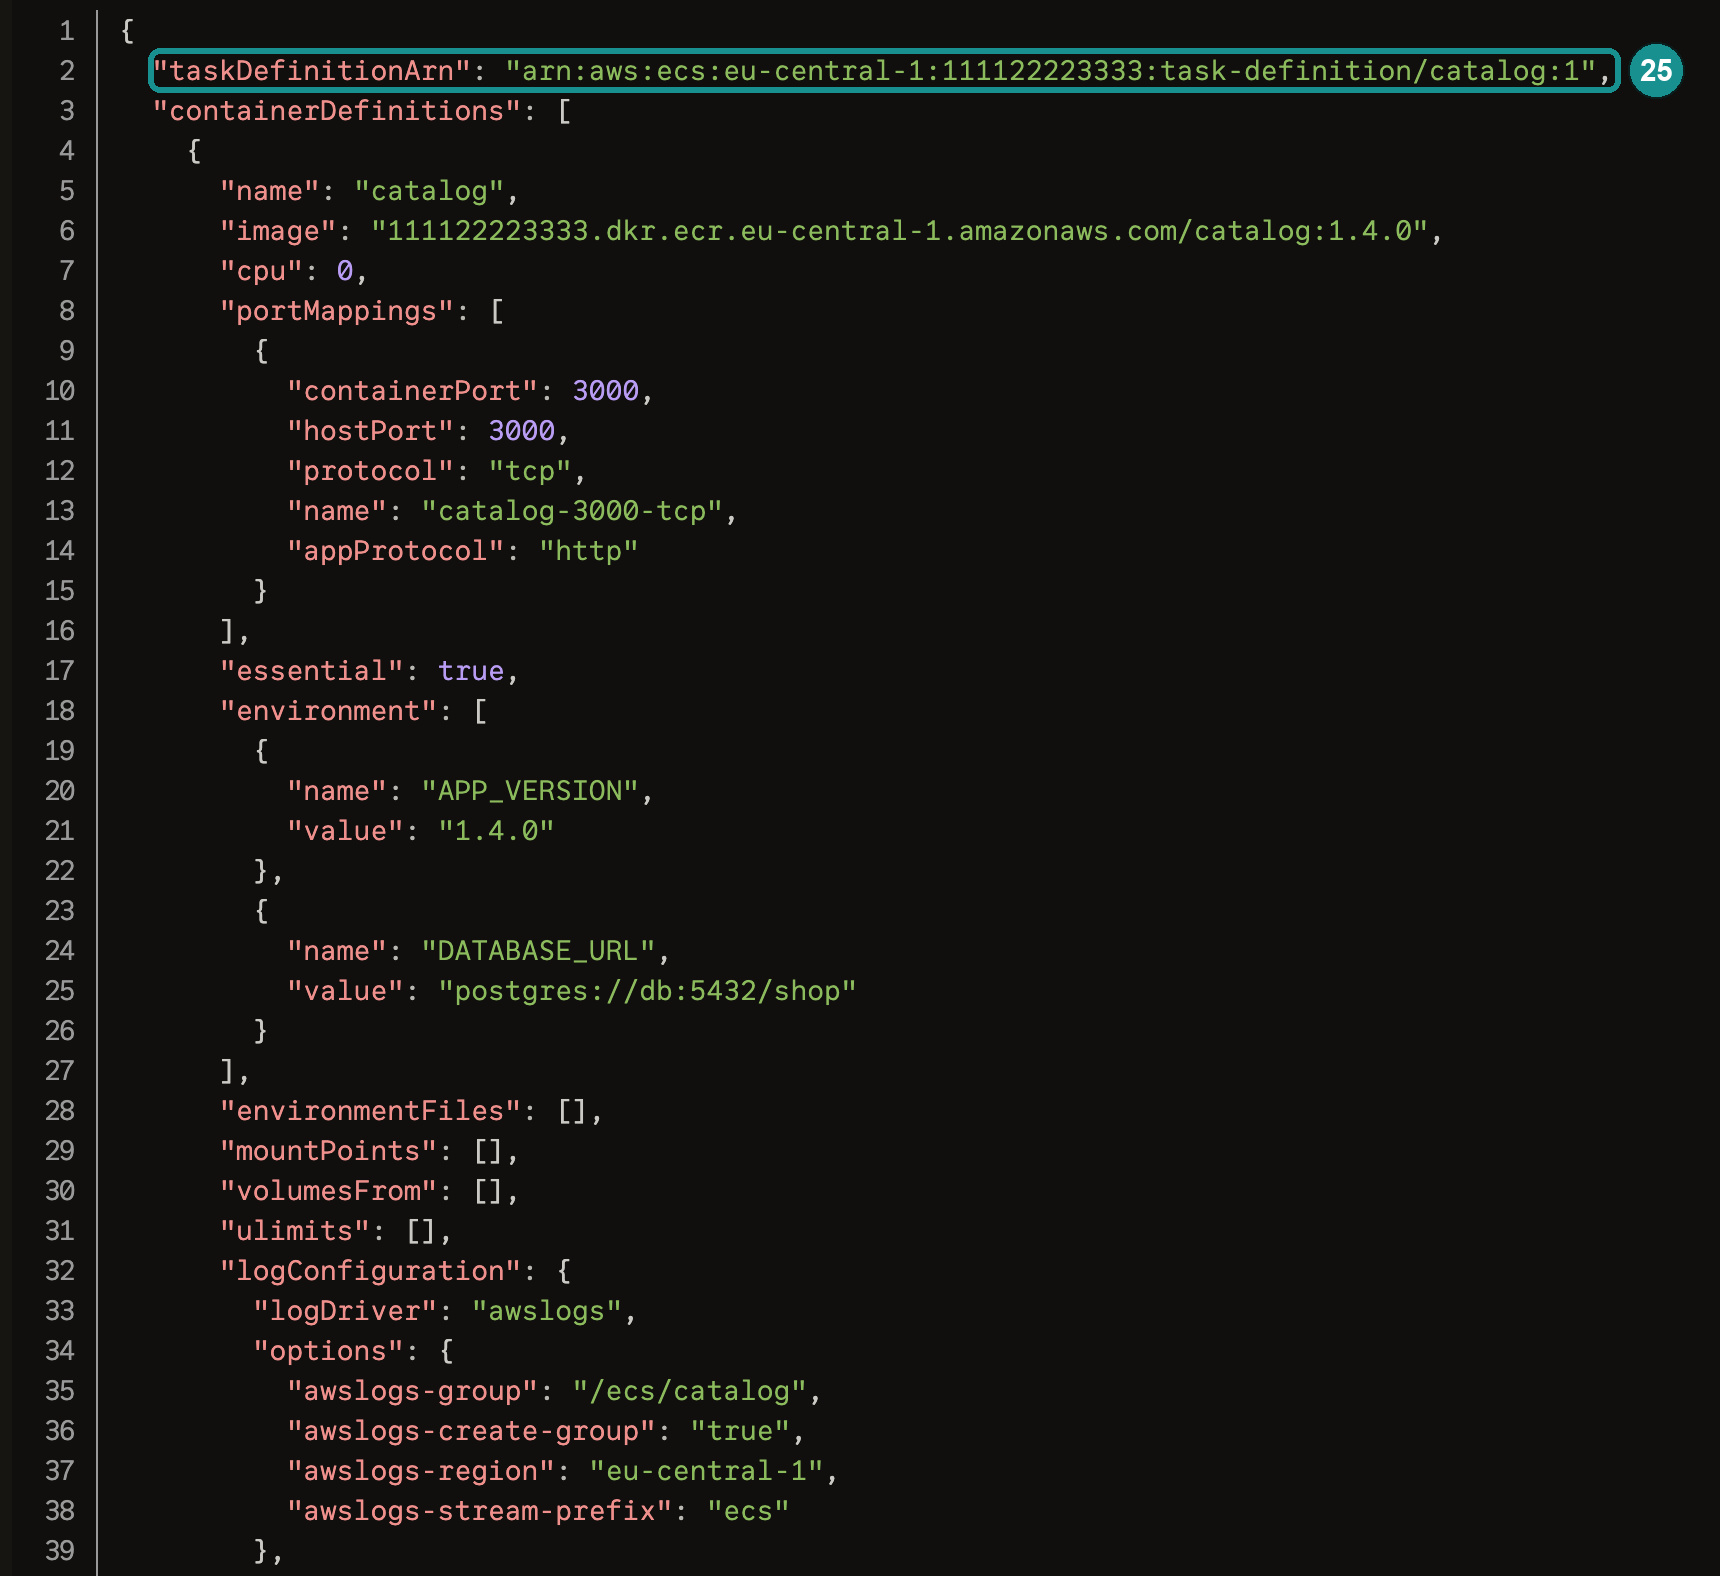 1 {
2 "taskDefinitionArn": "arn:aws:ecs:eu-central-1:111122223333:task-definition/catalog:1", 25
3 "containerDefinitions": [
4 {
5 "name": "catalog",
6 "image": "111122223333.dkr.ecr.eu-central-1.amazonaws.com/catalog:1.4.0",
7 "cpu": 0,
8 "portMappings": [
9 {
10 "containerPort": 3000,
11 "hostPort": 3000,
12 "protocol": "tcp",
13 "name": "catalog-3000-tcp",
14 "appProtocol": "http"
15 }
16 ],
17 "essential": true,
18 "environment": [
19 {
20 "name": "APP_VERSION",
21 "value": "1.4.0"
22 },
23 {
24 "name": "DATABASE_URL",
25 "value": "postgres://db:5432/shop"
26 }
27 ],
28 "environmentFiles": [],
29 "mountPoints": [],
30 "volumesFrom": [],
31 "ulimits": [],
32 "logConfiguration": {
33 "logDriver": "awslogs",
34 "options": {
35 "awslogs-group": "/ecs/catalog",
36 "awslogs-create-group": "true",
37 "awslogs-region": "eu-central-1",
38 "awslogs-stream-prefix": "ecs"
39 },